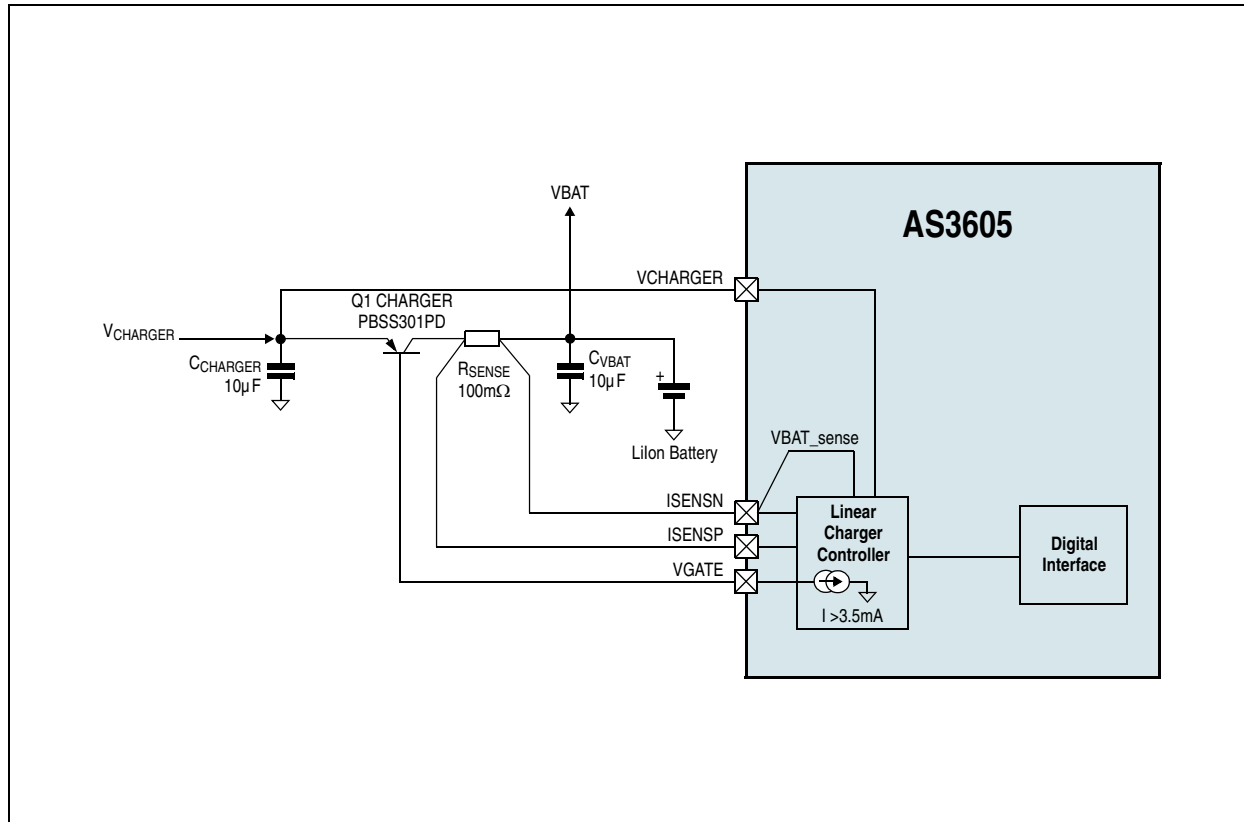 VBAT
AS3605
VCHARGER
Q1 CHARGER
PBSS301PD
VCHARGER
CCHARGER
10µF
RSENSE
100mΩ
CVBAT
10µF
+
LiIon Battery
VBAT_sense
ISENSN
ISENSP
VGATE
Linear
Charger
Controller
I >3.5mA
Digital
Interface